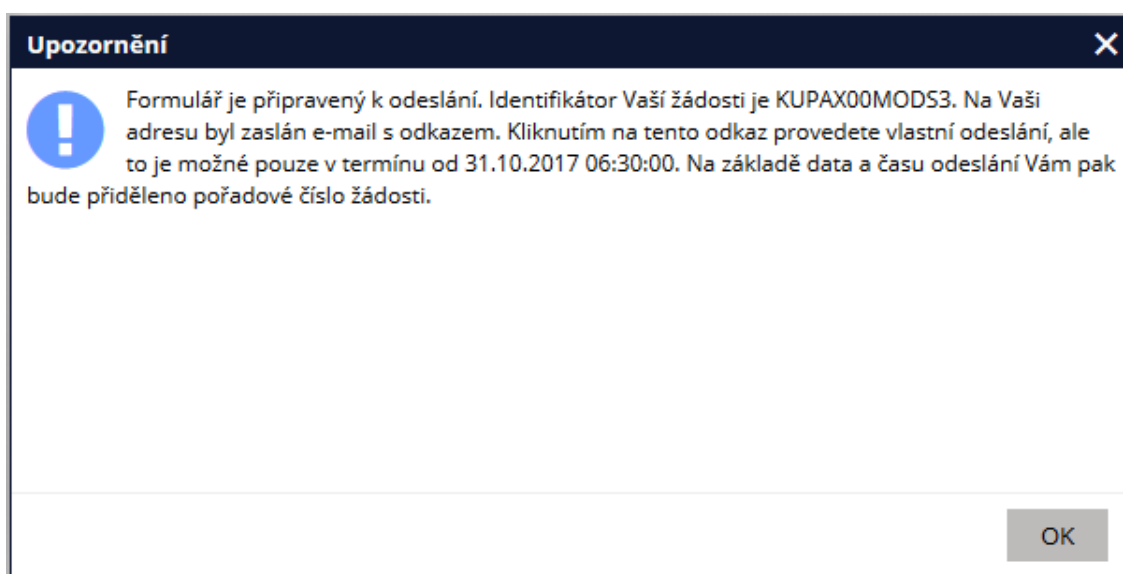 Upozornění
Formulář je připravený k odeslání. Identifikátor Vaší žádosti je KUPAX00MODS3. Na Vaši
adresu byl zaslán e-mail s odkazem. Kliknutím na tento odkaz provedete vlastní odeslání, ale
to je možné pouze v termínu od 31.10.2017 06:30:00. Na základě data a času odeslání Vám pak
bude přiděleno pořadové číslo žádosti.
OK